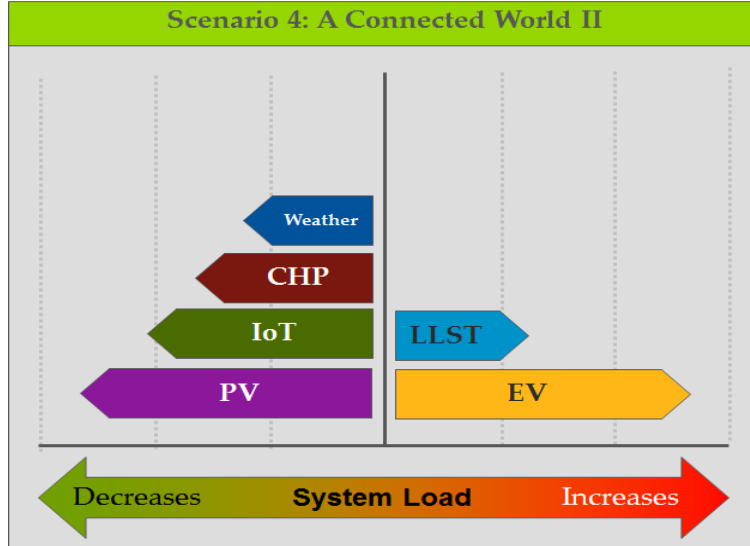 Scenario 4: A Connected World II
Weather
CHP
IoT
LLST
PV
EV
Decreases System Load Increases